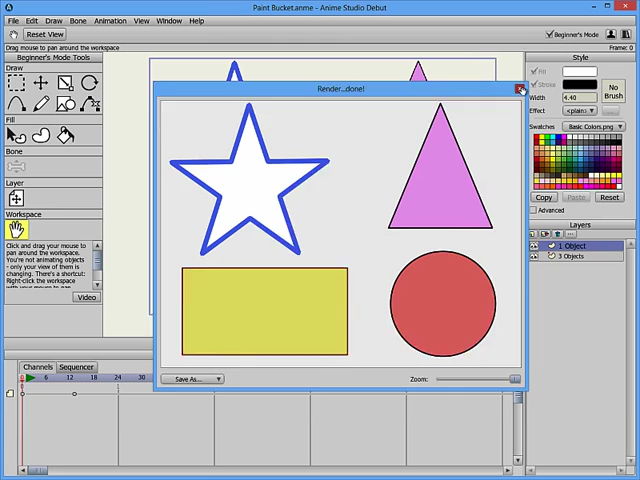 Paint Bucket.anme - Anime Studio Debut
File Edit Draw Bone Animation View Window Help
Reset View
Beginner's Mode
Drag mouse to pan around the workspace
Frame: 0
Beginner's Mode Tools
Draw
Fill
Bone
Layer
Workspace
Click and drag your mouse to
pan around the workspace.
You're not animating objects
- only your view of them is
changing. There's a shortcut:
Right-click the workspace
Video
Render...done!
Save As...
Zoom:
Style
Fill
Stroke
Width 4.40
Effect <plain>
No
Brush
Swatches Basic Colors.png
Copy Paste Reset
Advanced
Layers
1 Object
3 Objects
Channels Sequencer
0 6 12 18 24 30